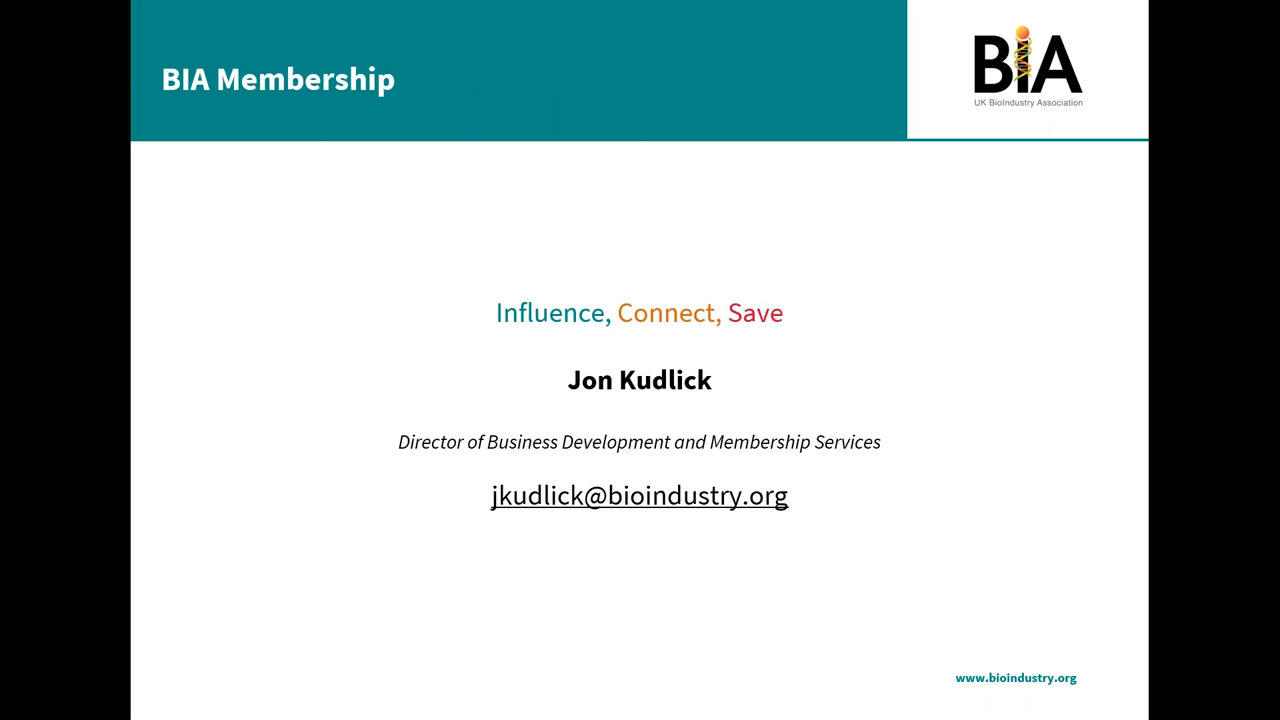 BIA Membership
BiA
UK BioIndustry Association
Influence, Connect, Save
Jon Kudlick
Director of Business Development and Membership Services
jkudlick@bioindustry.org
www.bioindustry.org